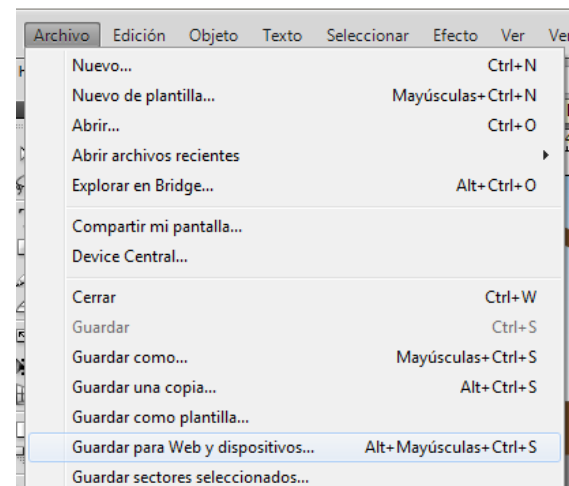 Archivo Edición Objeto Texto Seleccionar Efecto Ver
Nuevo... Ctrl+N
Nuevo de plantilla... Mayúsculas+Ctrl+N
Abrir... Ctrl+O
Abrir archivos recientes
Explorar en Bridge... Alt+Ctrl+O
Compartir mi pantalla...
Device Central...
Cerrar Ctrl+W
Guardar Ctrl+S
Guardar como... Mayúsculas+Ctrl+S
Guardar una copia... Alt+Ctrl+S
Guardar como plantilla...
Guardar para Web y dispositivos... Alt+Mayúsculas+Ctrl+S
Guardar sectores seleccionados...